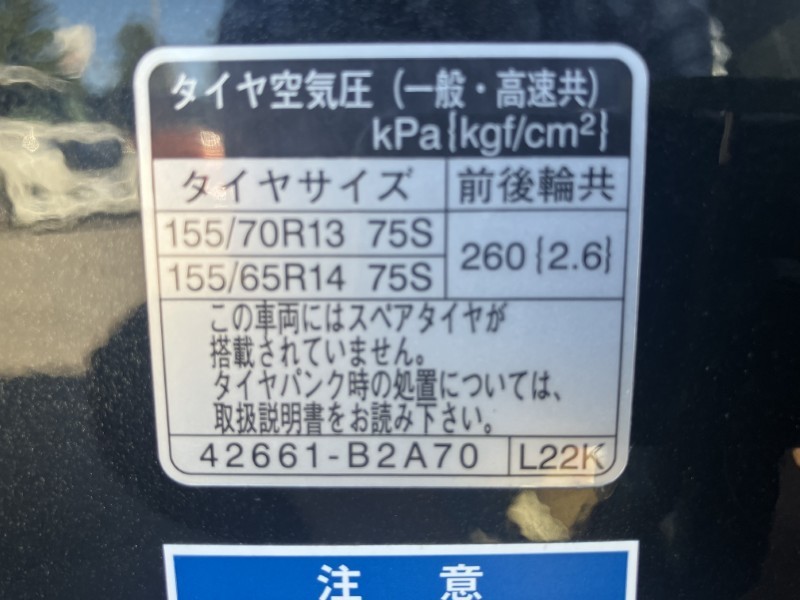 タイヤ空気圧（一般・高速共）
kPa{kgf/cm²}
タイヤサイズ 前後輪共
155/70R13 75S
260{2.6}
155/65R14 75S
この車両にはスペアタイヤが
搭載されていません。
タイヤパンク時の処置については、
取扱説明書をお読み下さい。
42661-B2A70 L22K
注意